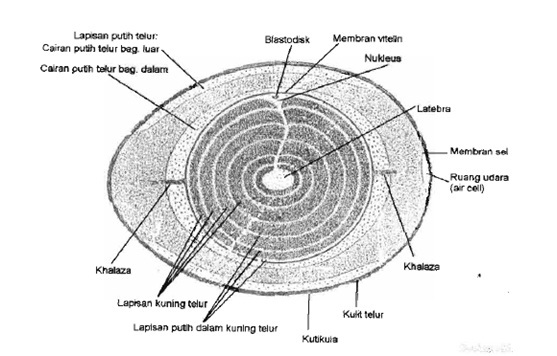 Lapisan putih telur:
Cairan putih telur bag. luar
Cairan putih telur bag. dalam
Blastodisk
Membran vitelin
Nukleus
Latebra
Membran sel
Ruang udara
(air cell)
Khalaza
Khalaza
Lapisan kuning telur
Lapisan putih dalam kuning telur
Kulit telur
Kutikula